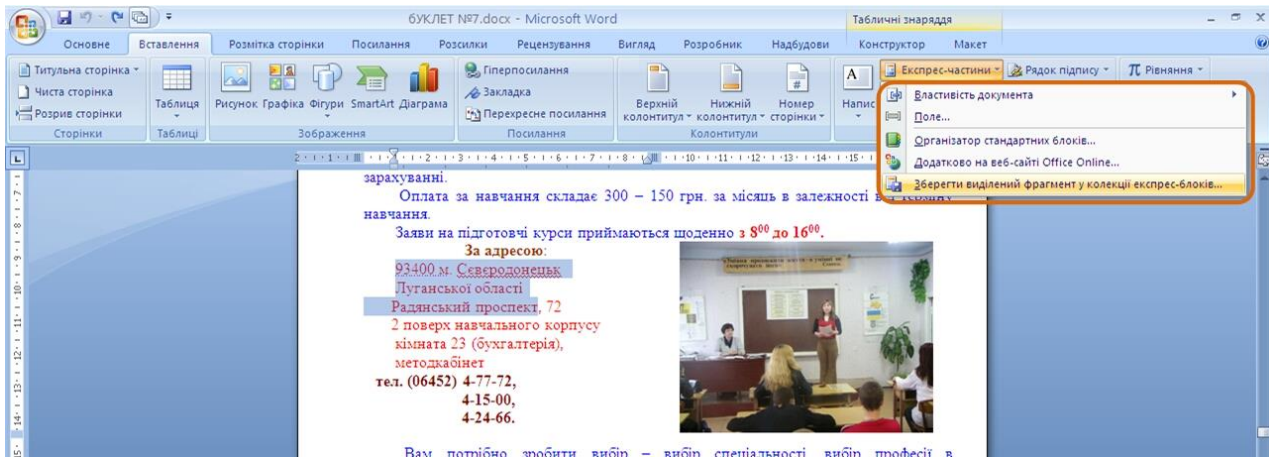 БУКЛЕТ №7.docx - Microsoft Word
Табличні знаряддя
Основне Вставлення Розмітка сторінки Посилання Розсилки Рецензування Вигляд Розробник Надбудови Конструктор Макет
Титульна сторінка
Чиста сторінка
Розрив сторінки
Сторінки
Таблиця
Таблиці
Рисунок Графіка Фігури SmartArt Діаграма
Зображення
Гіперпосилання
Закладка
Перехресне посилання
Посилання
Верхній колонтитул
Нижній колонтитул
Номер сторінки
Колонтитули
Напис
Експрес-частини
Рядок підпису
π Рівняння
Властивість документа
Поле...
Організатор стандартних блоків...
Додатково на веб-сайті Office Online...
Зберегти виділений фрагмент у колекції експрес-блоків...
зарахуванні.
Оплата за навчання складає 300 – 150 грн. за місяць в залежності від терміну
навчання.
Заяви на підготовчі курси приймаються щоденно з 8⁰⁰ до 16⁰⁰.
За адресою:
93400 м. Сєвєродонецьк
Луганської області
Радянський проспект, 72
2 поверх навчального корпусу
кімната 23 (бухгалтерія),
методкабінет
тел. (06452) 4-77-72,
4-15-00,
4-24-66.
Вам потрібно зробити вибір – вибір спеціальності, вибір професії в